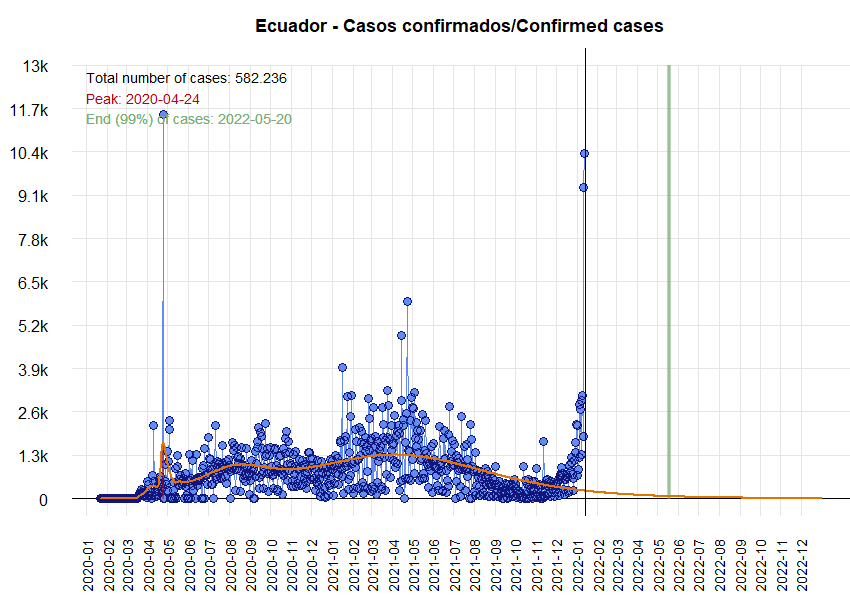 Ecuador - Casos confirmados/Confirmed cases
13k
11.7k
10.4k
9.1k
7.8k
6.5k
5.2k
3.9k
2.6k
1.3k
0
Total number of cases: 582.236
Peak: 2020-04-24
End (99%) of cases: 2022-05-20
2020-01
2020-02
2020-03
2020-04
2020-05
2020-06
2020-07
2020-08
2020-09
2020-10
2020-11
2020-12
2021-01
2021-02
2021-03
2021-04
2021-05
2021-06
2021-07
2021-08
2021-09
2021-10
2021-11
2021-12
2022-01
2022-02
2022-03
2022-04
2022-05
2022-06
2022-07
2022-08
2022-09
2022-10
2022-11
2022-12